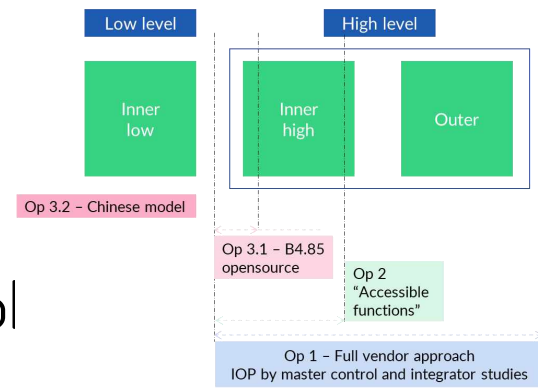 Low level
High level
Inner
low
Inner
high
Outer
Op 3.2 – Chinese model
Op 3.1 – B4.85
opensource
Op 2
“Accessible
functions”
Op 1 – Full vendor approach
IOP by master control and integrator studies